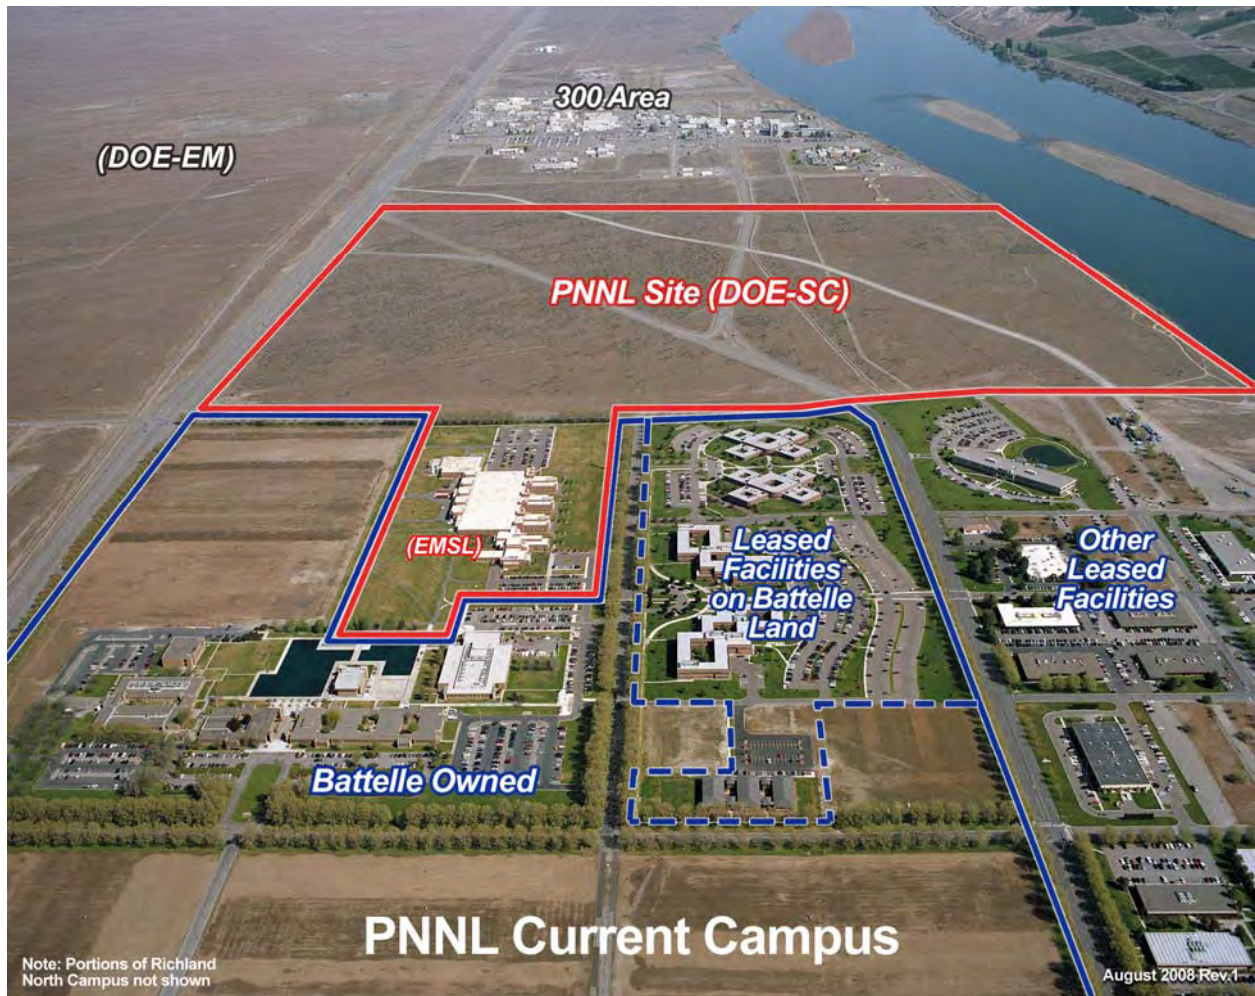 300 Area
(DOE-EM)
PNNL Site (DOE-SC)
(EMSL)
Leased
Facilities
on Battelle
Land
Other
Leased
Facilities
Battelle Owned
PNNL Current Campus
Note: Portions of Richland
North Campus not shown
August 2008 Rev.1